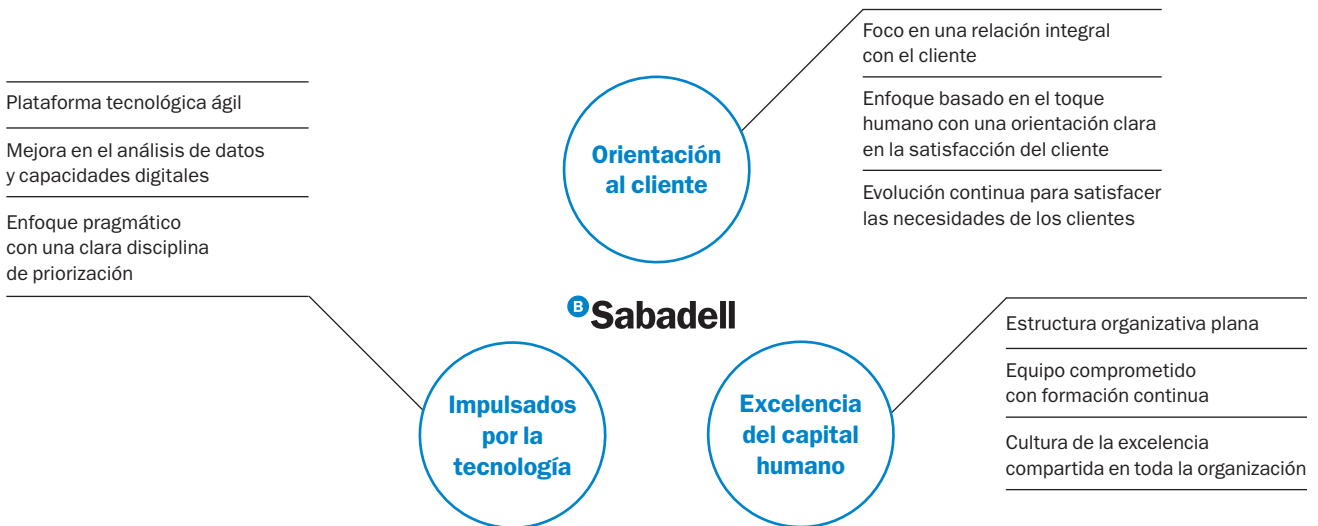 Plataforma tecnológica ágil
Mejora en el análisis de datos
y capacidades digitales
Enfoque pragmático
con una clara disciplina
de priorización
Orientación
al cliente
Foco en una relación integral
con el cliente
Enfoque basado en el toque
humano con una orientación clara
en la satisfacción del cliente
Evolución continua para satisfacer
las necesidades de los clientes
B Sabadell
Impulsados
por la
tecnología
Excelencia
del capital
humano
Estructura organizativa plana
Equipo comprometido
con formación continua
Cultura de la excelencia
compartida en toda la organización